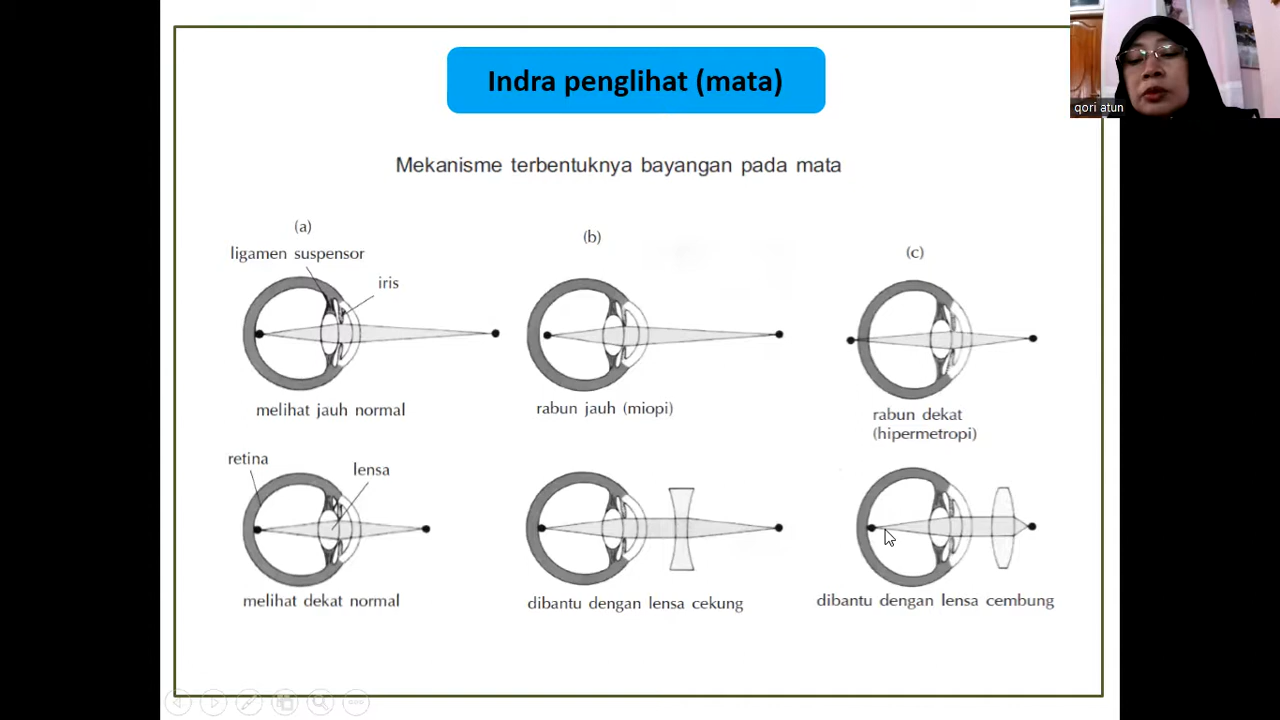 Indra penglihat (mata)
qori atun
Mekanisme terbentuknya bayangan pada mata
(a)
ligamen suspensor
iris
melihat jauh normal
(b)
rabun jauh (miopi)
(c)
rabun dekat
(hipermetropi)
retina
lensa
melihat dekat normal
dibantu dengan lensa cekung
dibantu dengan lensa cembung